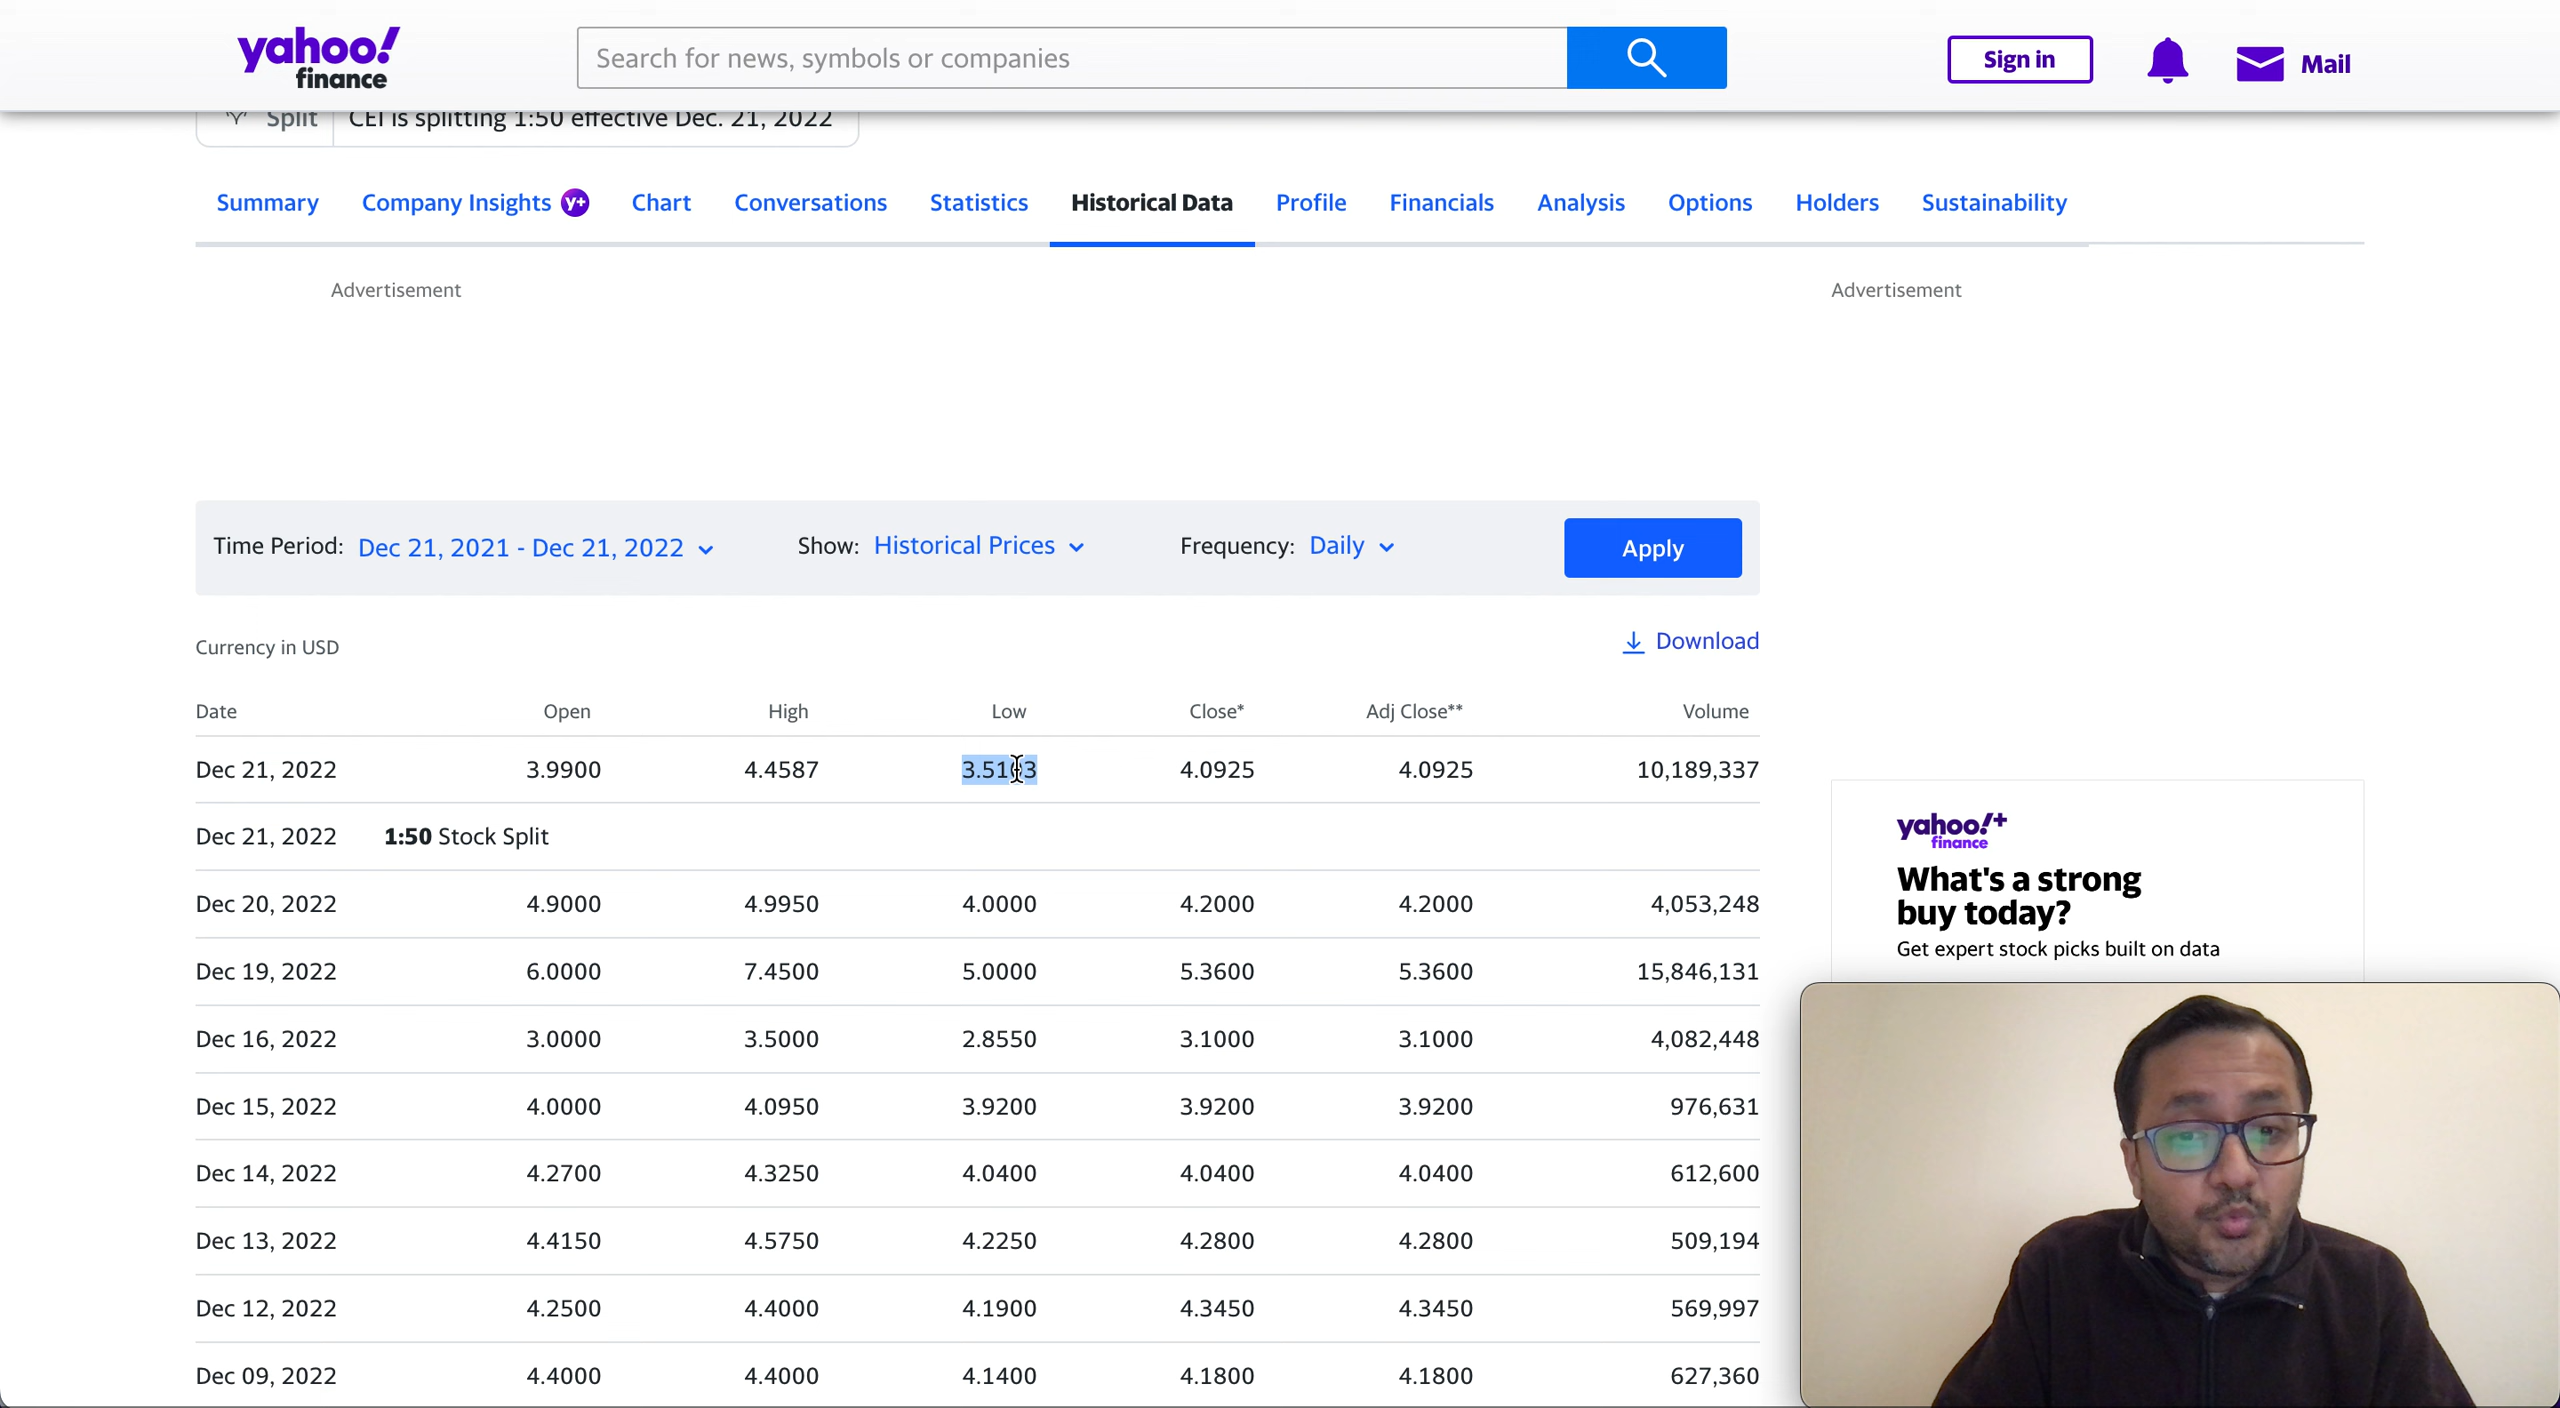 yahoo!
finance
Search for news, symbols or companies
Sign in
Mail
Split CEI is splitting 1:50 effective Dec. 21, 2022
Summary Company Insights y+ Chart Conversations Statistics Historical Data Profile Financials Analysis Options Holders Sustainability
Advertisement
Advertisement
Time Period: Dec 21, 2021 - Dec 21, 2022 Show: Historical Prices Frequency: Daily Apply
Currency in USD
Download
Date Open High Low Close* Adj Close** Volume
Dec 21, 2022 3.9900 4.4587 4.0925 4.0925 10,189,337
Dec 21, 2022 1:50 Stock Split
Dec 20, 2022 4.9000 4.9950 4.0000 4.2000 4.2000 4,053,248
Dec 19, 2022 6.0000 7.4500 5.0000 5.3600 5.3600 15,846,131
Dec 16, 2022 3.0000 3.5000 2.8550 3.1000 3.1000 4,082,448
Dec 15, 2022 4.0000 4.0950 3.9200 3.9200 3.9200 976,631
Dec 14, 2022 4.2700 4.3250 4.0400 4.0400 4.0400 612,600
Dec 13, 2022 4.4150 4.5750 4.2250 4.2800 4.2800 509,194
Dec 12, 2022 4.2500 4.4000 4.1900 4.3450 4.3450 569,997
Dec 09, 2022 4.4000 4.4000 4.1400 4.1800 4.1800 627,360
yahoo!+
finance
What's a strong
buy today?
Get expert stock picks built on data